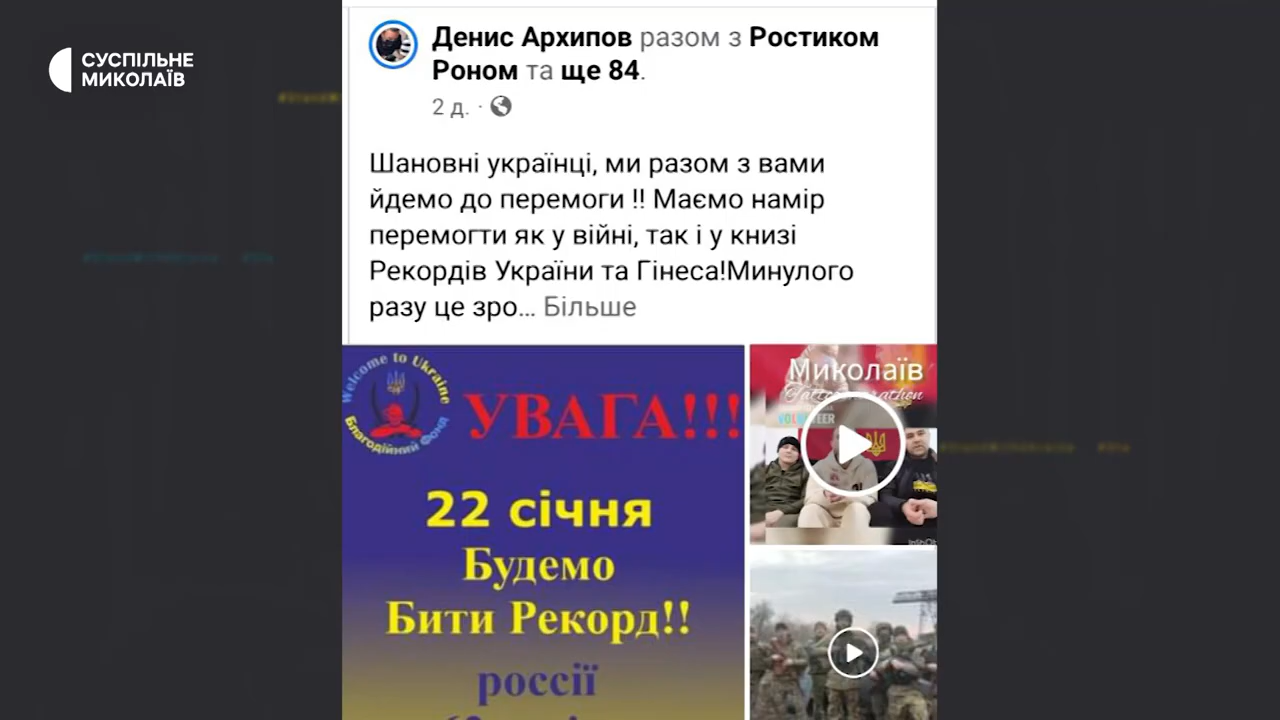 СУСПІЛЬНЕ
МИКОЛАЇВ
Денис Архипов разом з Ростиком
Роном та ще 84.
2 д. ·
Шановні українці, ми разом з вами
йдемо до перемоги !! Маємо намір
перемогти як у війні, так і у книзі
Рекордів України та Гінеса!Минулого
разу це зро... Більше
Welcome to Ukraine
Благодійний Фонд
УВАГА!!!
22 січня
Будемо
Бити Рекорд!!
россії
Миколаїв